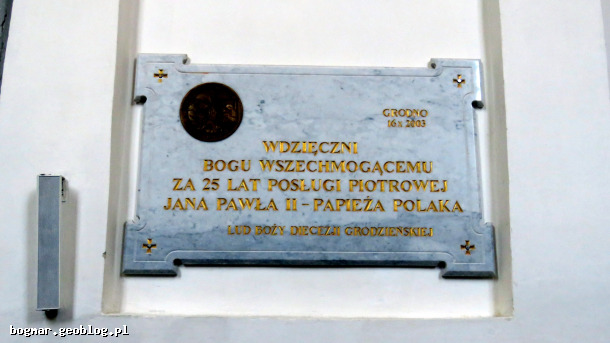 GRODNO
16 X 2003
WDZIĘCZNI
BOGU WSZECHMOGĄCEMU
ZA 25 LAT POSŁUGI PIOTROWEJ
JANA PAWŁA II - PAPIEŻA POLAKA
LUD BOŻY DIECEZJI GRODZIEŃSKIEJ
bogmar.geoblog.pl